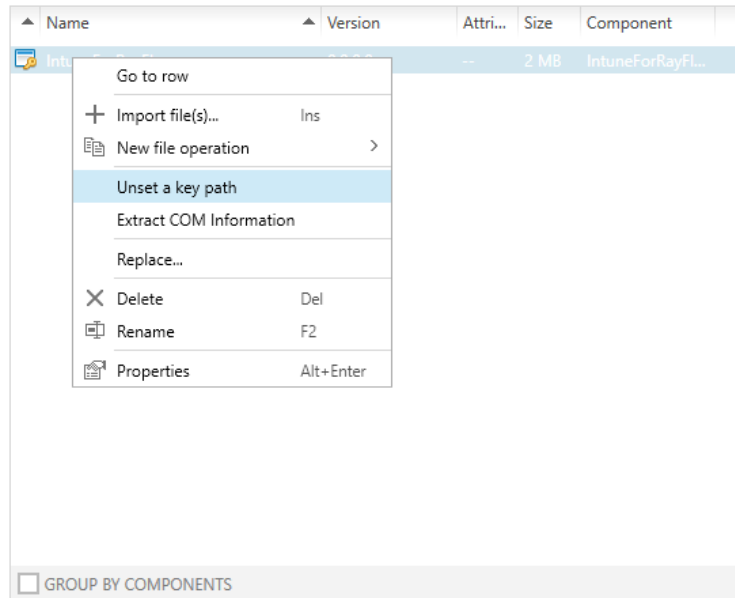 Name Version Attri... Size Component
-- 2 MB IntuneForRayFl...
Go to row
Import file(s)... Ins
New file operation
Unset a key path
Extract COM Information
Replace...
Delete Del
Rename F2
Properties Alt+Enter
GROUP BY COMPONENTS